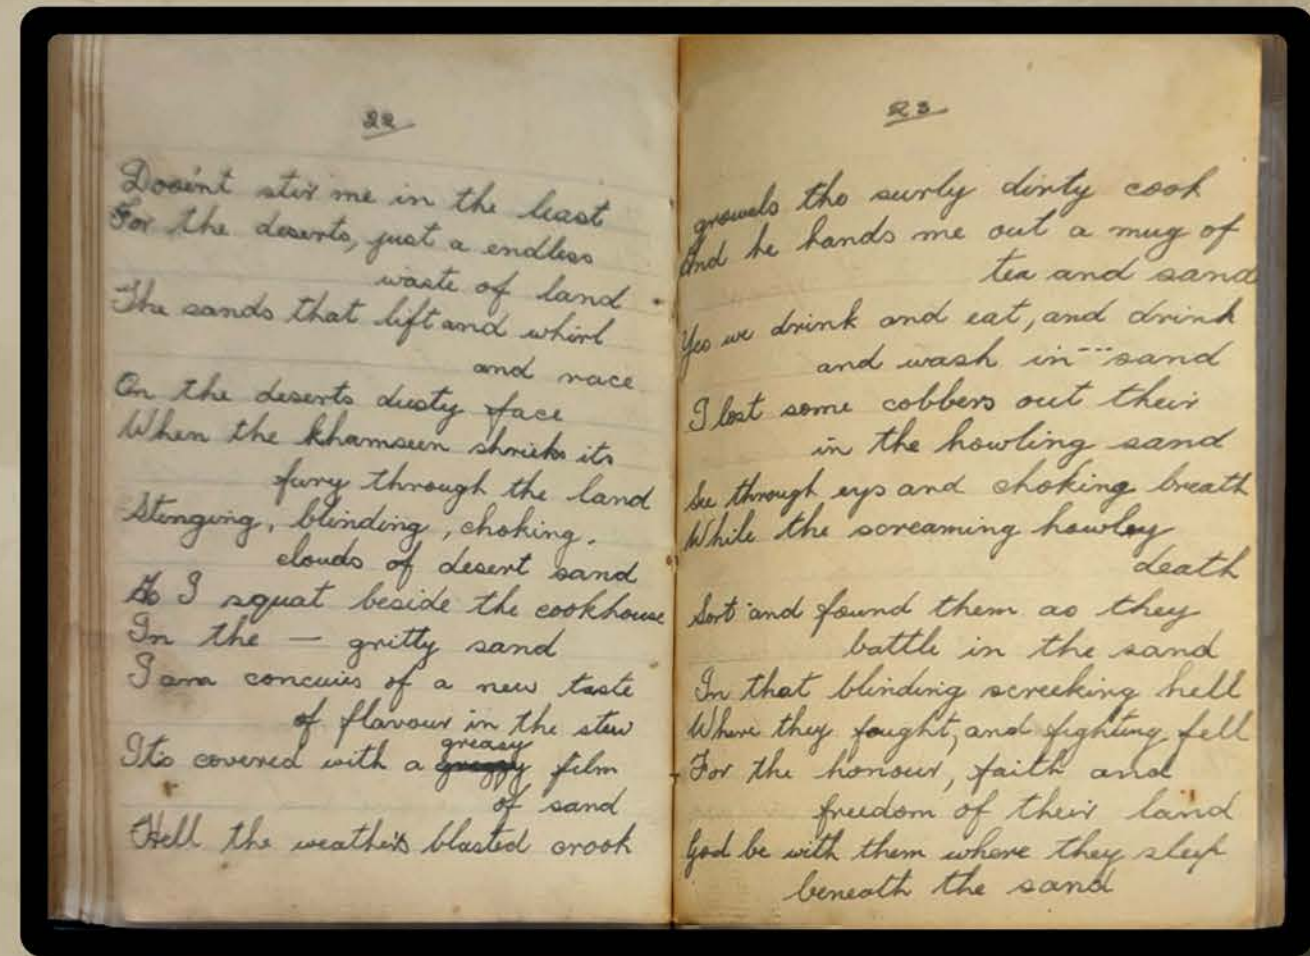 22
Dosent stir me in the least
For the deserts, just a endless
waste of land
The sands that lift and whirl
and race
On the deserts dusty face
When the khamseen shrieks its
fury through the land
Stinging, blinding, choking.
clouds of desert sand
As I squat beside the cookhouse
In the — gritty sand
I am concuiis of a new taste
of flavour in the stew
Its covered with a greasy film
of sand
Hell the weather's blasted crook
23
growels the surly dirty cook
And he hands me out a mug of
tea and sand
Yes we drink and eat, and drink
and wash in --- sand
I lost some cobbers out their
in the howling sand
See through eys and choking breath
While the screaming howley
death
Sort and found them as they
battle in the sand
In that blinding screeking hell
Where they fought, and fighting fell
For the honour, faith and
freedom of their land
God be with them where they sleep
beneath the sand